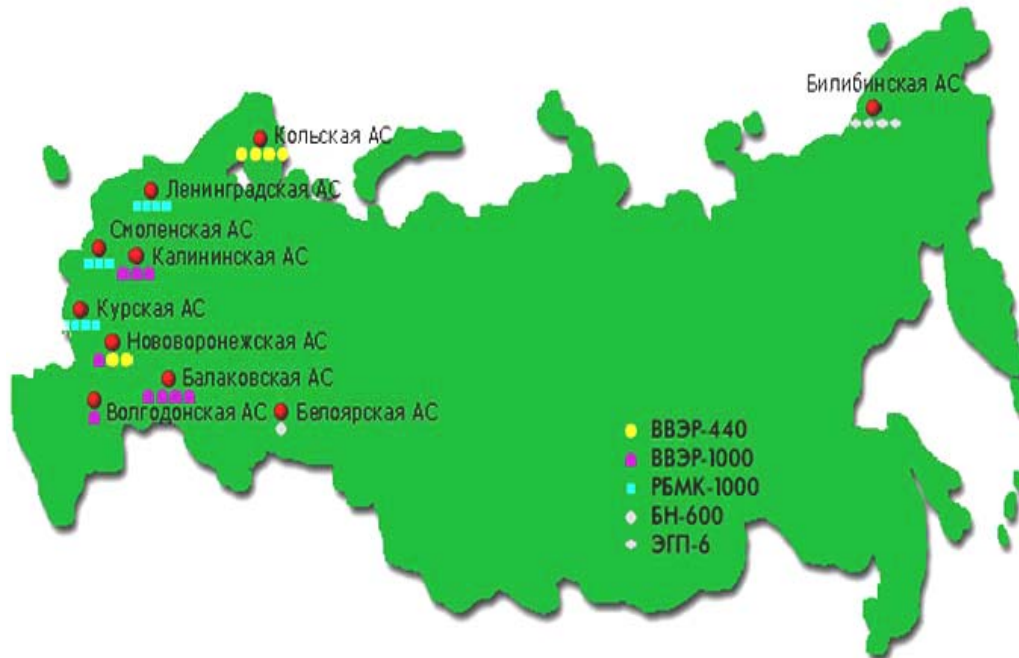 Билибинская АС
Кольская АС
Ленинградская АС
Смоленская АС
Калининская АС
Курская АС
Нововоронежская АС
Балаковская АС
Волгодонская АС
Белоярская АС
ВВЭР-440
ВВЭР-1000
РБМК-1000
БН-600
ЭГП-6